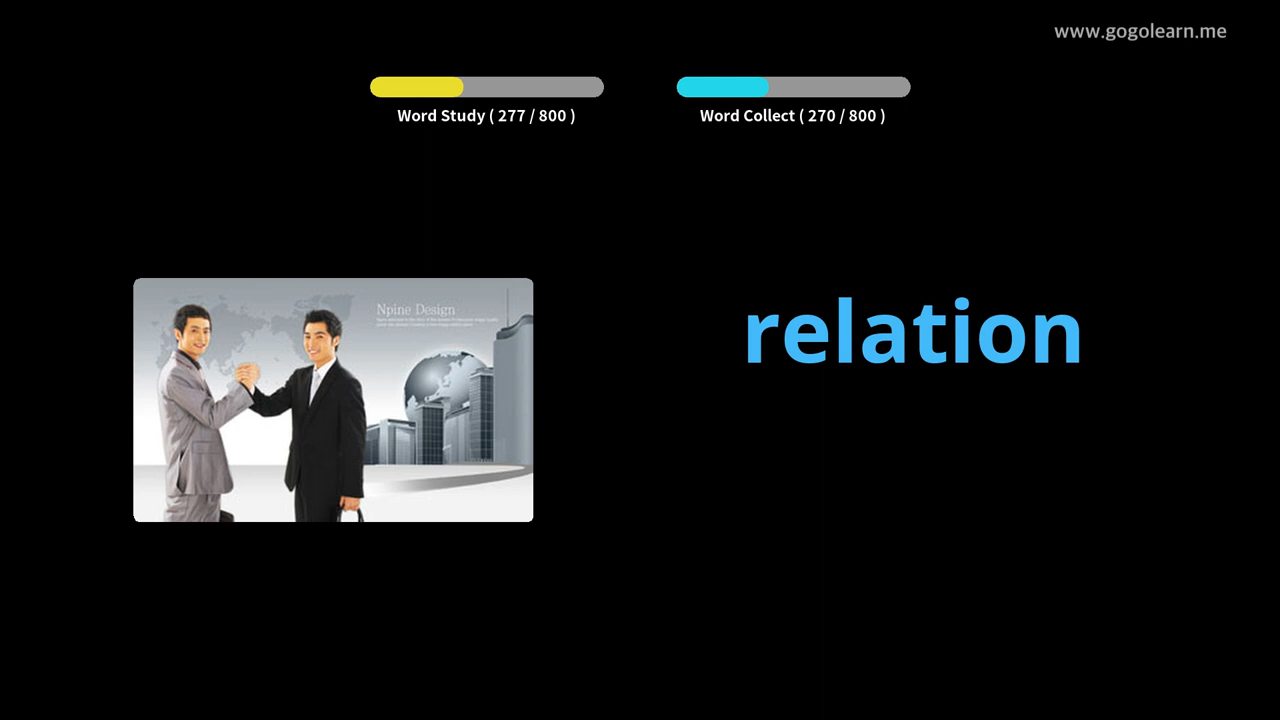 www.gogolearn.me
Word Study ( 277 / 800 )
Word Collect ( 270 / 800 )
Npine Design
relation